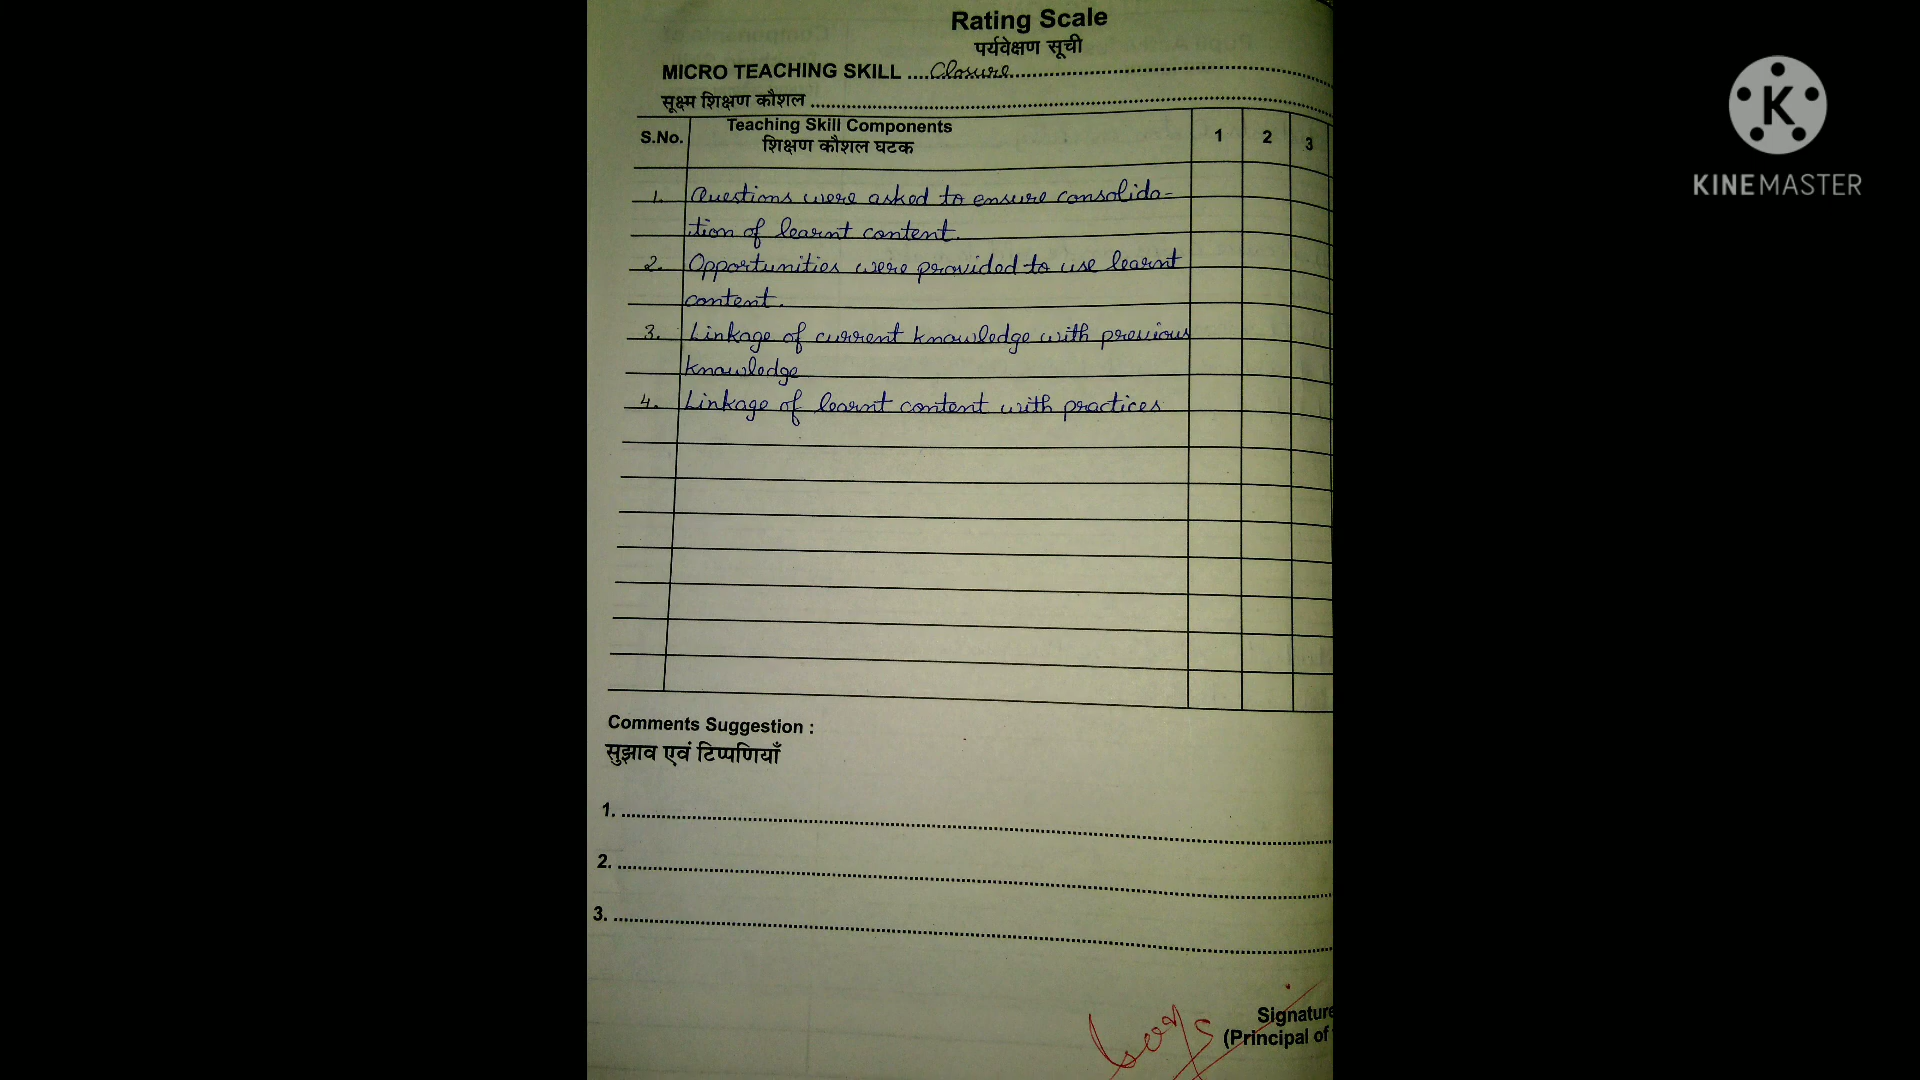 Rating Scale
पर्यवेक्षण सूची
MICRO TEACHING SKILL ....Closure....
सूक्ष्म शिक्षण कौशल ....
S.No. Teaching Skill Components 1 2 3
शिक्षण कौशल घटक
1. Questions were asked to ensure consolida-
tion of learnt content.
2. Opportunities were provided to use learnt
content.
3. Linkage of current knowledge with previous
knowledge
4. Linkage of learnt content with practices
Comments Suggestion :
सुझाव एवं टिप्पणियाँ
1. ....
2. ....
3. ....
Signature
(Principal of
K
KINEMASTER